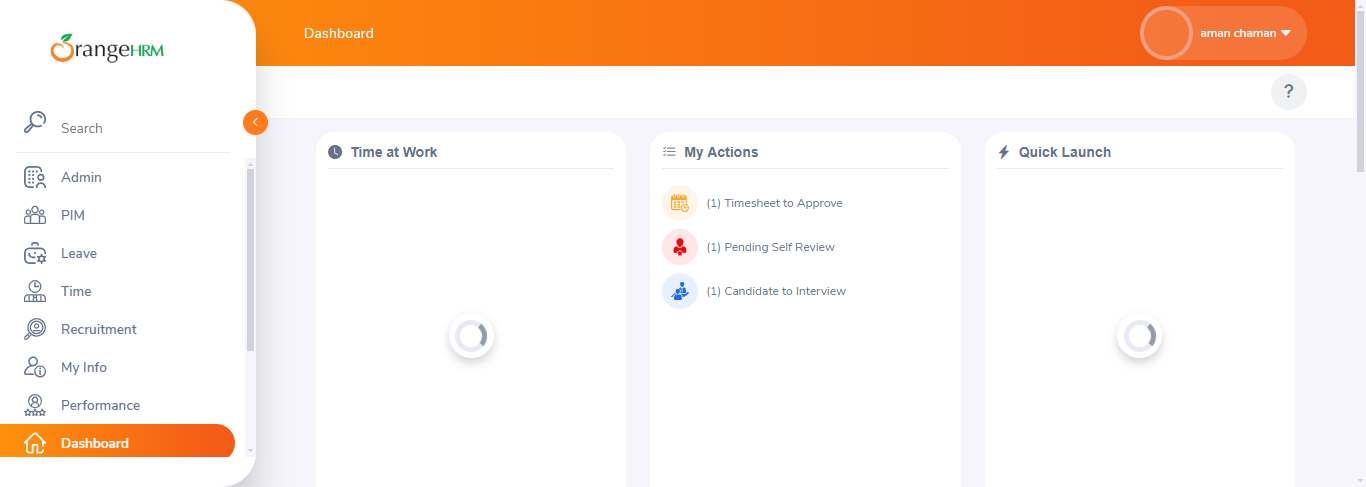 OrangeHRM
Search
Admin
PIM
Leave
Time
Recruitment
My Info
Performance
Dashboard
Dashboard
aman chaman
?
Time at Work
My Actions
(1) Timesheet to Approve
(1) Pending Self Review
(1) Candidate to Interview
Quick Launch